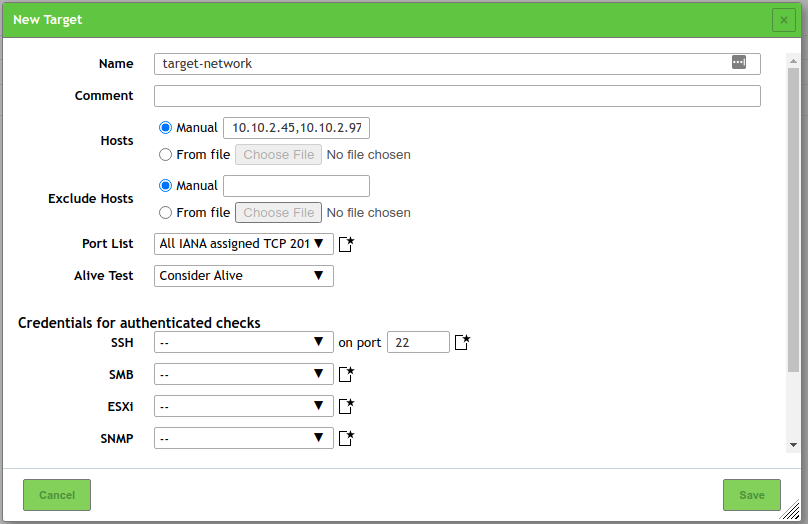 New Target
×
Name target-network
Comment
Hosts
Manual 10.10.2.45,10.10.2.97
From file Choose File No file chosen
Exclude Hosts
Manual
From file Choose File No file chosen
Port List All IANA assigned TCP 201
Alive Test Consider Alive
Credentials for authenticated checks
SSH -- on port 22
SMB --
ESXi --
SNMP --
Cancel Save